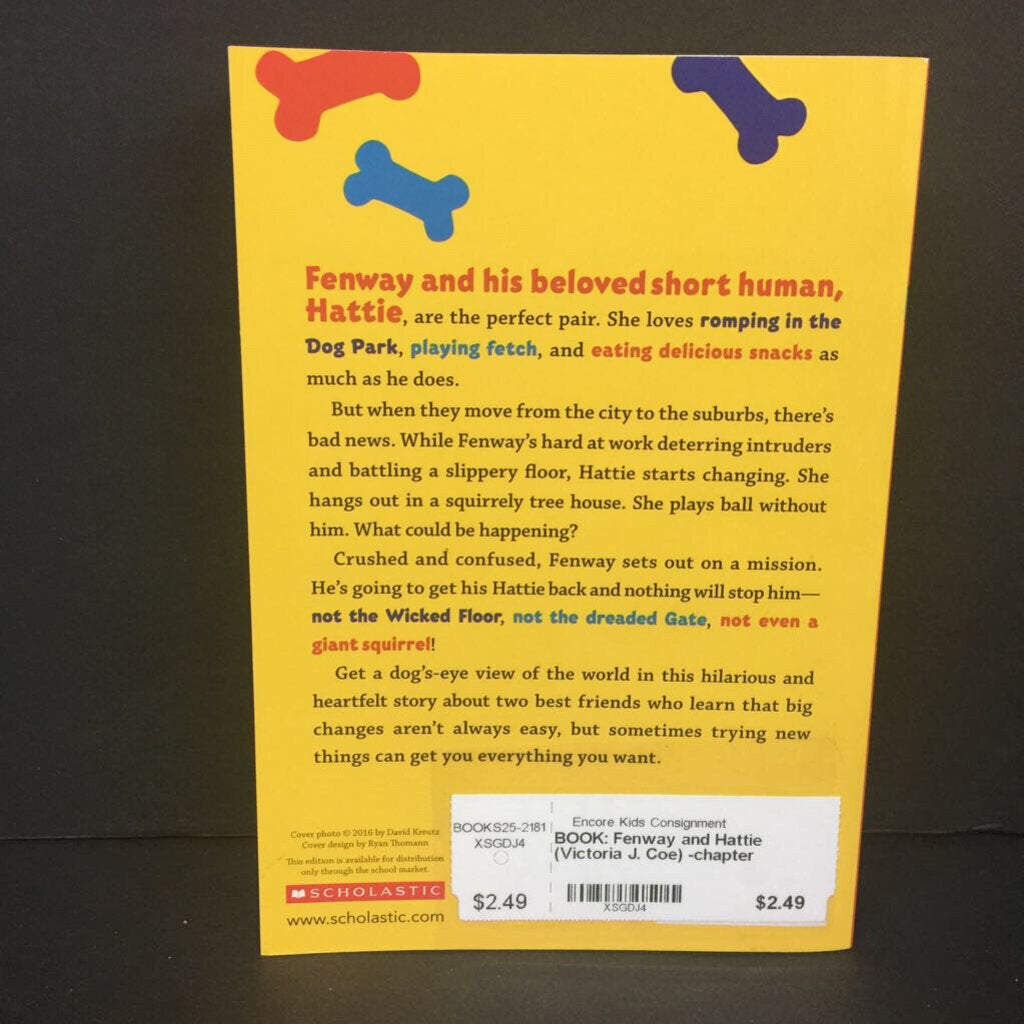 Fenway and his beloved short human,
Hattie, are the perfect pair. She loves romping in the
Dog Park, playing fetch, and eating delicious snacks as
much as he does.
But when they move from the city to the suburbs, there's
bad news. While Fenway's hard at work deterring intruders
and battling a slippery floor, Hattie starts changing. She
hangs out in a squirrely tree house. She plays ball without
him. What could be happening?
Crushed and confused, Fenway sets out on a mission.
He's going to get his Hattie back and nothing will stop him—
not the Wicked Floor, not the dreaded Gate, not even a
giant squirrel!
Get a dog's-eye view of the world in this hilarious and
heartfelt story about two best friends who learn that big
changes aren't always easy, but sometimes trying new
things can get you everything you want.
Cover photo © 2016 by David Kreutz
Cover design by Ryan Thomann
This edition is available for distribution
only through the school market.
SCHOLASTIC
www.scholastic.com
BOOKS25-2181
XSGDJ4
$2.49
Encore Kids Consignment
BOOK: Fenway and Hattie
(Victoria J. Coe) -chapter
XSGDJ4
$2.49